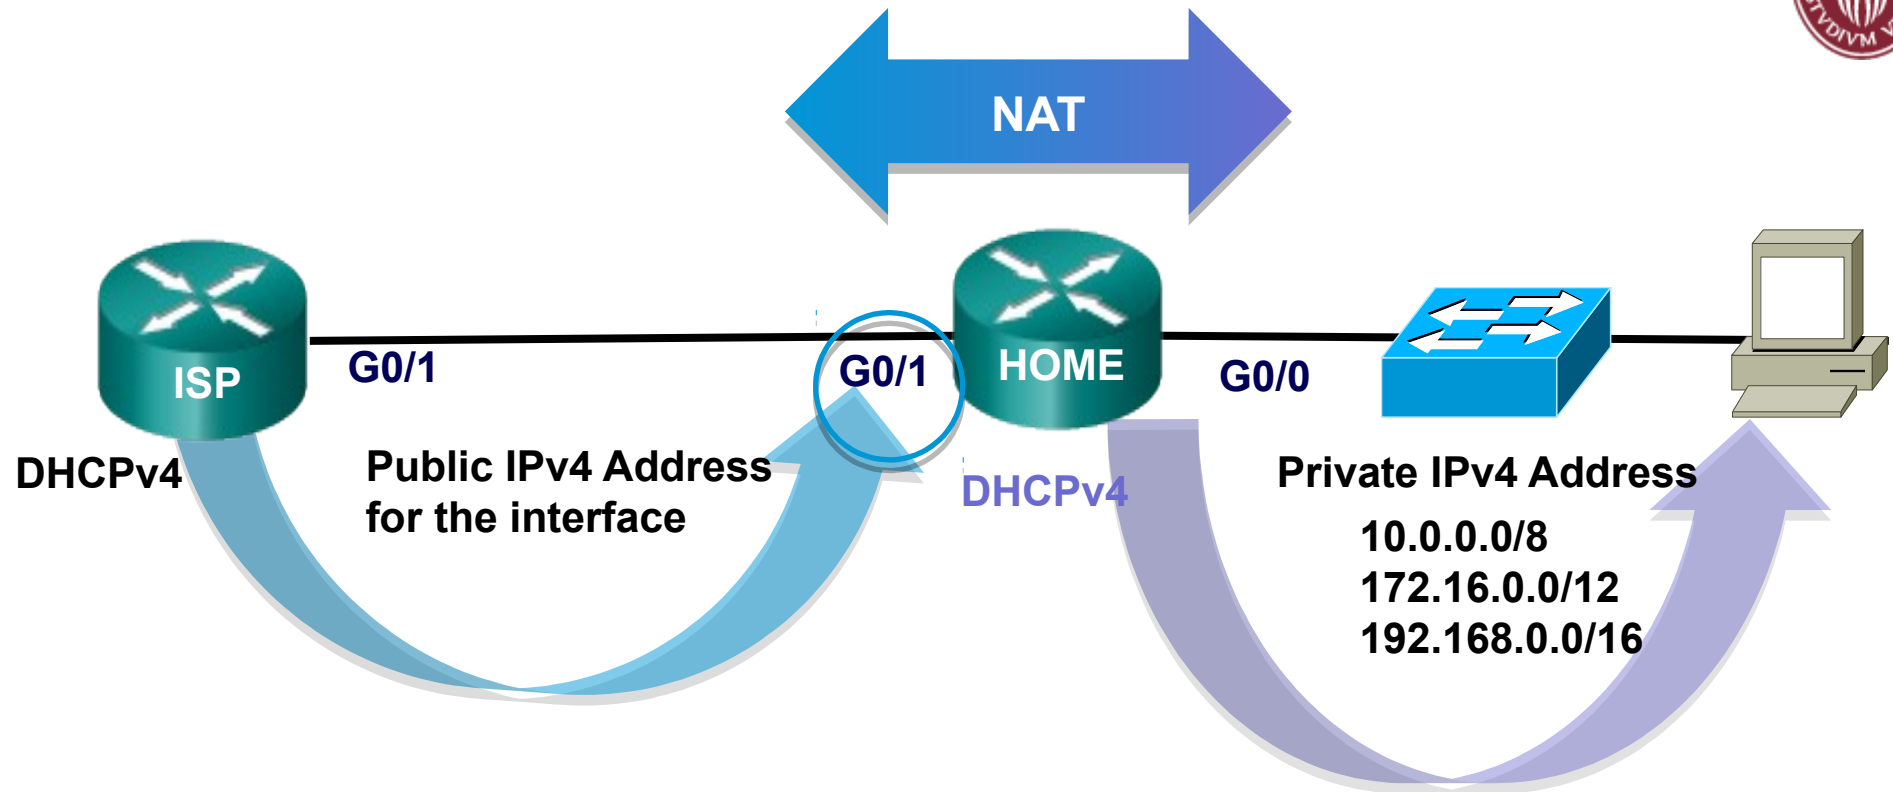 STVDIVM V
NAT
ISP
G0/1
G0/1
HOME
G0/0
DHCPv4
Public IPv4 Address
for the interface
DHCPv4
Private IPv4 Address
10.0.0.0/8
172.16.0.0/12
192.168.0.0/16